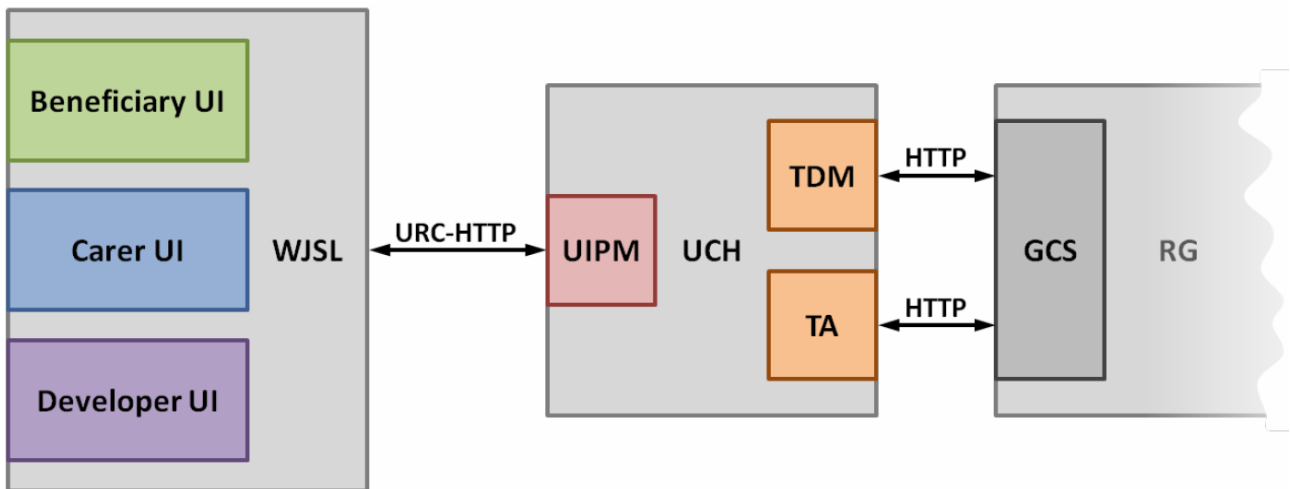 Beneficiary UI
Carer UI
WJSL
Developer UI
URC-HTTP
UIPM
UCH
TDM
TA
HTTP
HTTP
GCS
RG